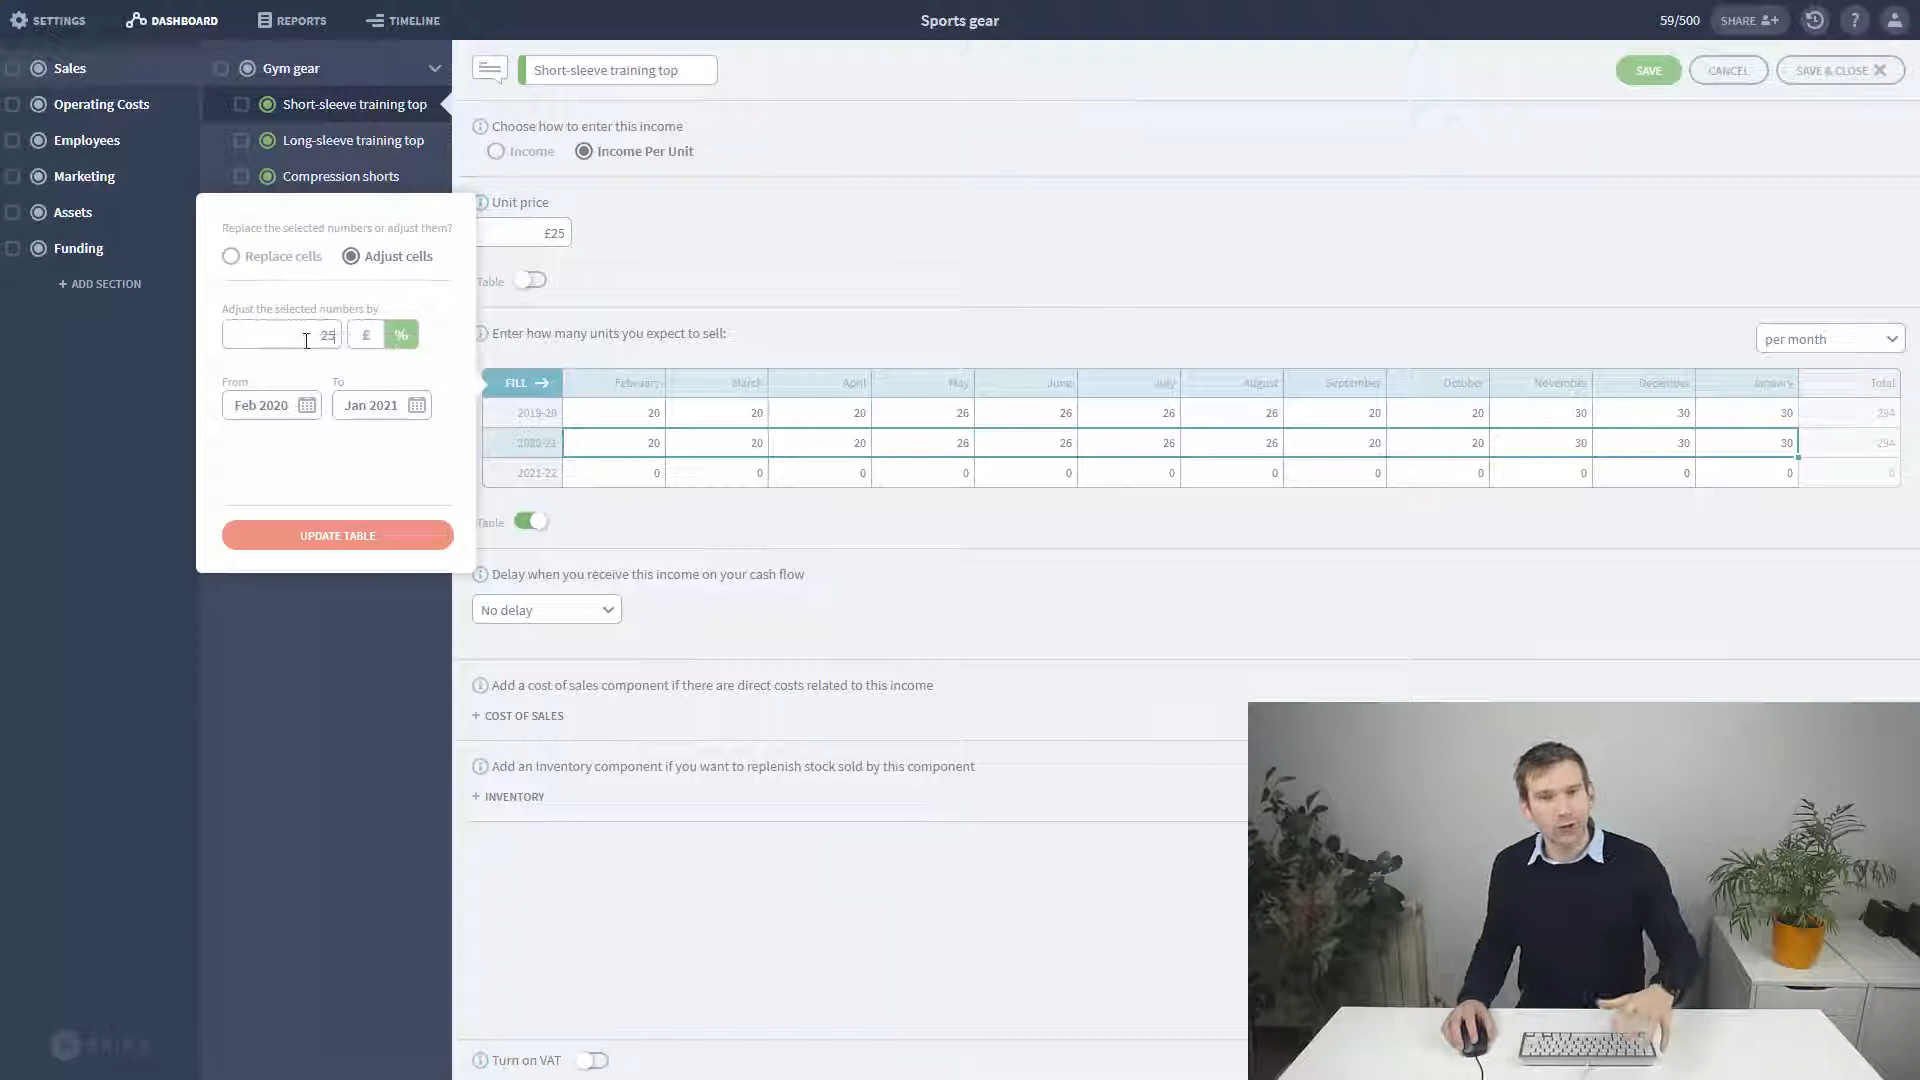 SETTINGS
DASHBOARD
REPORTS
TIMELINE
Sports gear
59/500
SHARE
?
Sales
Operating Costs
Employees
Marketing
Assets
Funding
+ ADD SECTION
Gym gear
Short-sleeve training top
Long-sleeve training top
Compression shorts
Short-sleeve training top
SAVE
CANCEL
SAVE & CLOSE
Choose how to enter this income
Income
Income Per Unit
Unit price
£25
Table
Replace the selected numbers or adjust them?
Replace cells
Adjust cells
Adjust the selected numbers by
25 £ %
From To
Feb 2020 Jan 2021
UPDATE TABLE
Enter how many units you expect to sell:
per month
FILL February March April May June July August September October November December January Total
2019-20 20 20 20 26 26 26 26 20 20 30 30 30 294
2020-21 20 20 20 26 26 26 26 20 20 30 30 30 294
2021-22 0 0 0 0 0 0 0 0 0 0 0 0 0
Table
Delay when you receive this income on your cash flow
No delay
Add a cost of sales component if there are direct costs related to this income
+ COST OF SALES
Add an Inventory component if you want to replenish stock sold by this component
+ INVENTORY
Turn on VAT